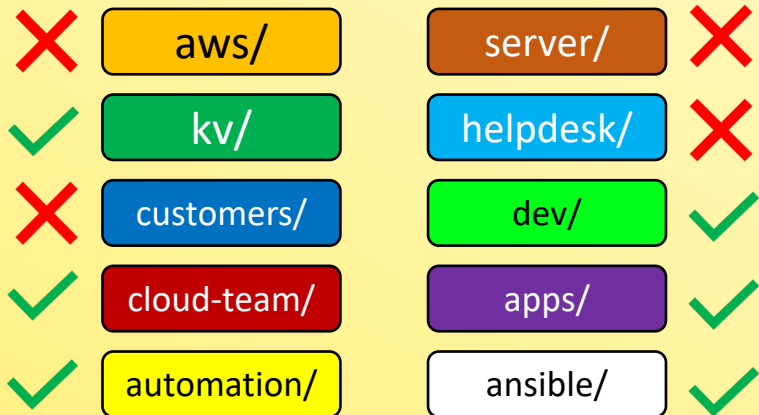 aws/
server/
kv/
helpdesk/
customers/
dev/
cloud-team/
apps/
automation/
ansible/